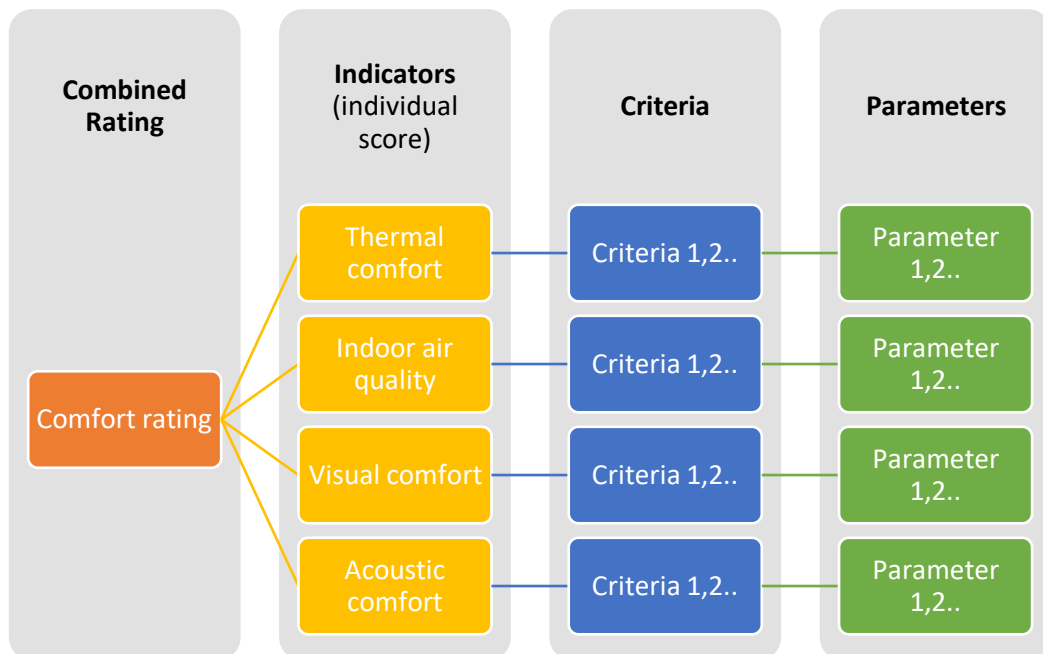 Combined
Rating
Indicators
(individual
score)
Criteria
Parameters
Comfort rating
Thermal
comfort
Criteria 1,2..
Parameter
1,2..
Indoor air
quality
Criteria 1,2..
Parameter
1,2..
Visual comfort
Criteria 1,2..
Parameter
1,2..
Acoustic
comfort
Criteria 1,2..
Parameter
1,2..